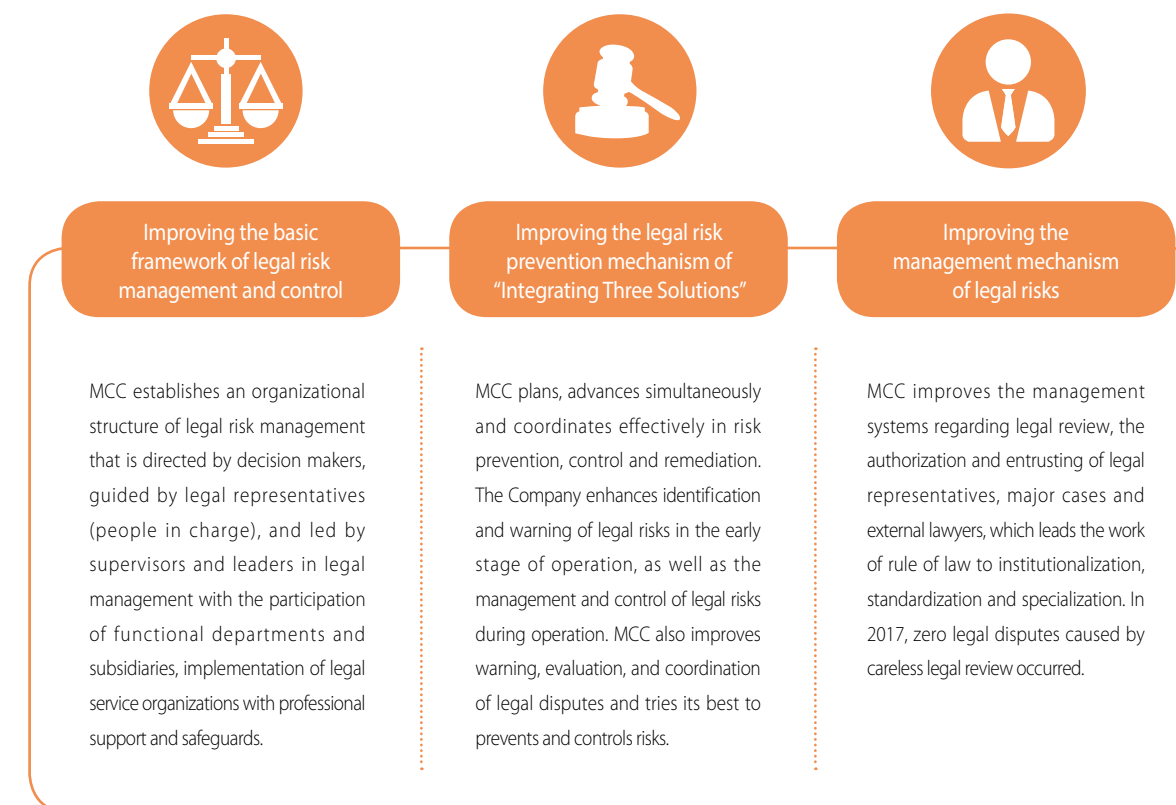 Improving the basic
framework of legal risk
management and control
MCC establishes an organizational
structure of legal risk management
that is directed by decision makers,
guided by legal representatives
(people in charge), and led by
supervisors and leaders in legal
management with the participation
of functional departments and
subsidiaries, implementation of legal
service organizations with professional
support and safeguards.
Improving the legal risk
prevention mechanism of
“Integrating Three Solutions”
MCC plans, advances simultaneously
and coordinates effectively in risk
prevention, control and remediation.
The Company enhances identification
and warning of legal risks in the early
stage of operation, as well as the
management and control of legal risks
during operation. MCC also improves
warning, evaluation, and coordination
of legal disputes and tries its best to
prevents and controls risks.
Improving the
management mechanism
of legal risks
MCC improves the management
systems regarding legal review, the
authorization and entrusting of legal
representatives, major cases and
external lawyers, which leads the work
of rule of law to institutionalization,
standardization and specialization. In
2017, zero legal disputes caused by
careless legal review occurred.